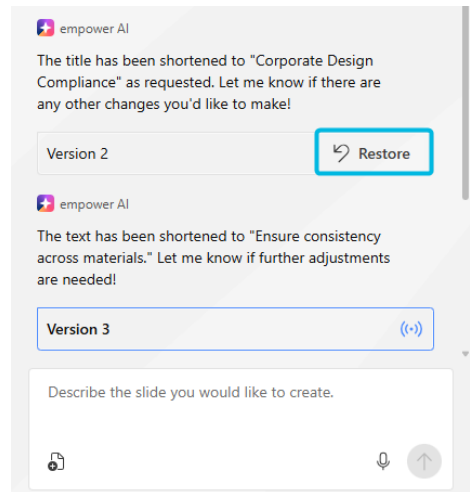 empower AI
The title has been shortened to "Corporate Design
Compliance" as requested. Let me know if there are
any other changes you'd like to make!
Version 2
Restore
empower AI
The text has been shortened to "Ensure consistency
across materials." Let me know if further adjustments
are needed!
Version 3
Describe the slide you would like to create.